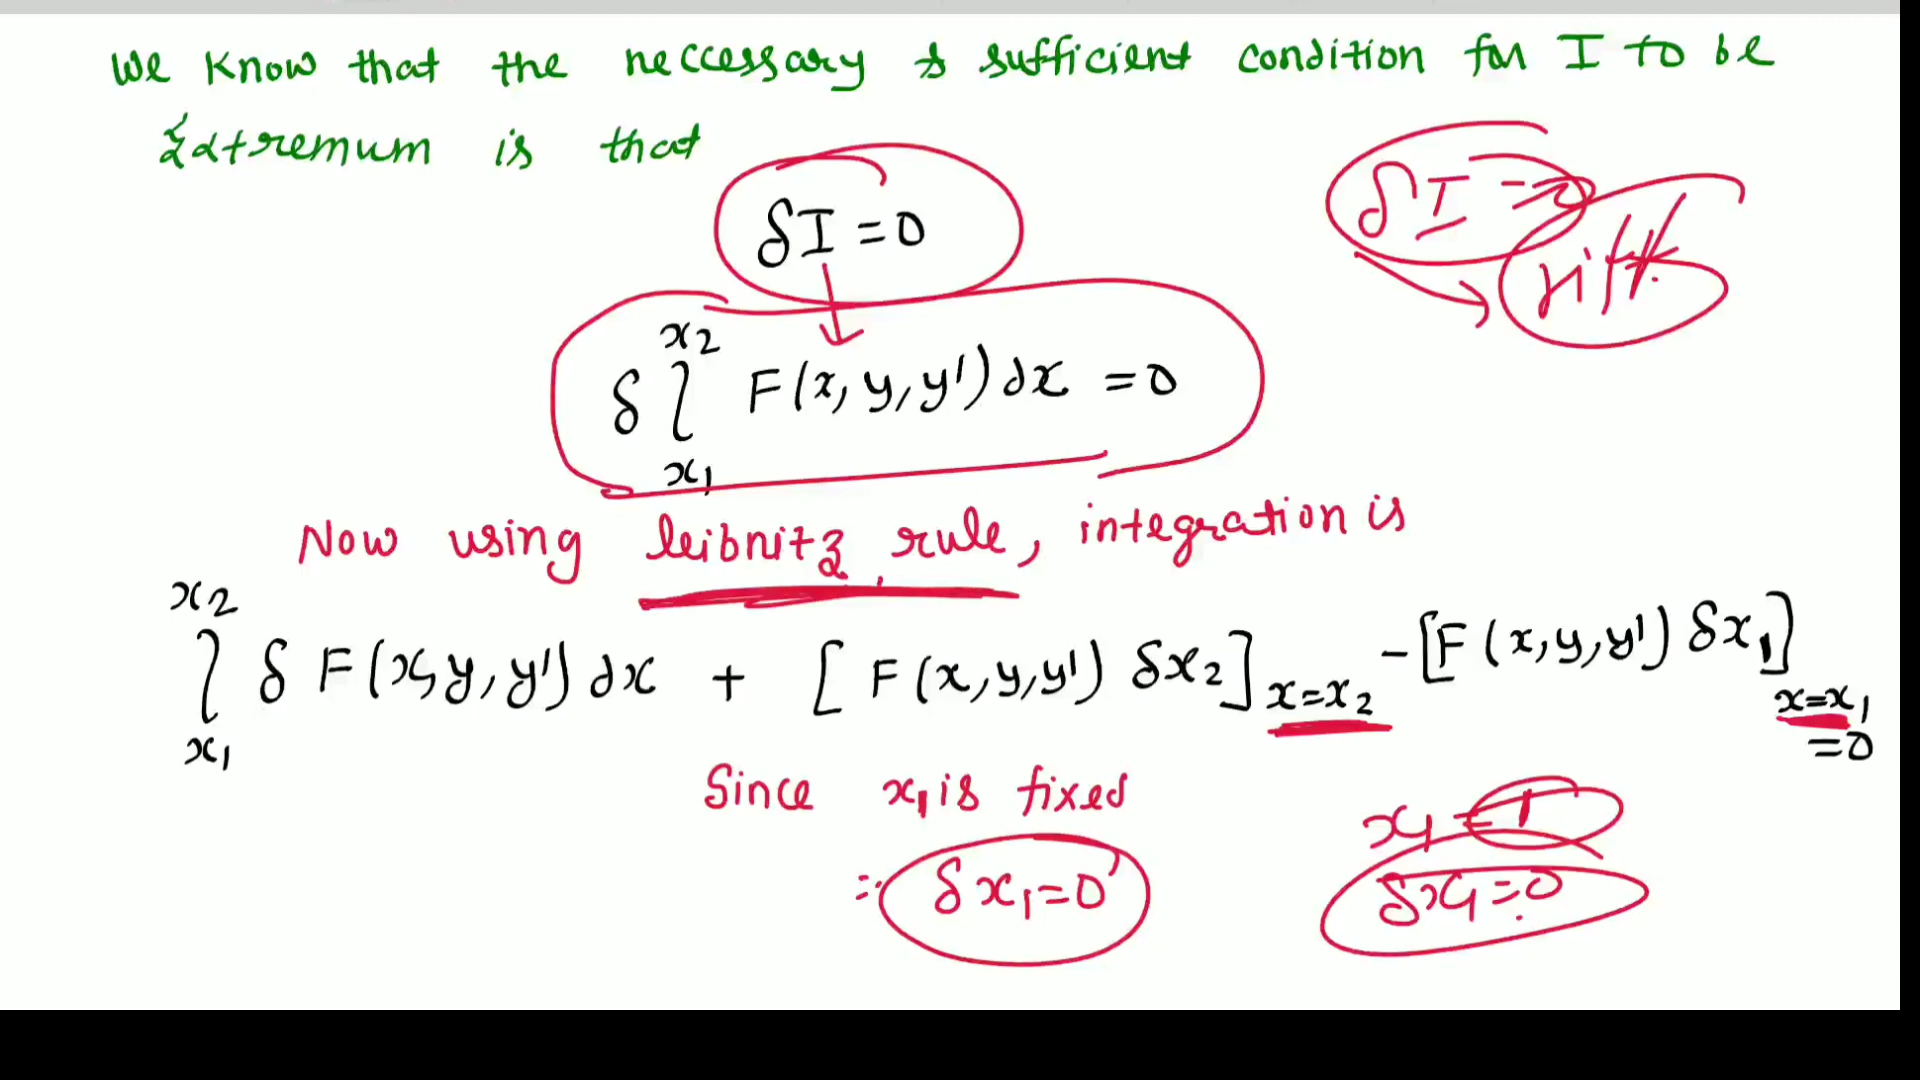 We know that the neccessary & sufficient condition for I to be
Extremum is that
δI = 0
δI =
δ ∫_{x1}^{x2} F(x, y, y') dx = 0
Now using leibnitz rule, integration is
∫_{x1}^{x2} δ F(x, y, y') dx + [F(x, y, y') δx2]_{x=x2} - [F(x, y, y') δx1]_{x=x1} = 0
Since x1 is fixed
x1 = 1
∴ δx1 = 0
δx1 = 0